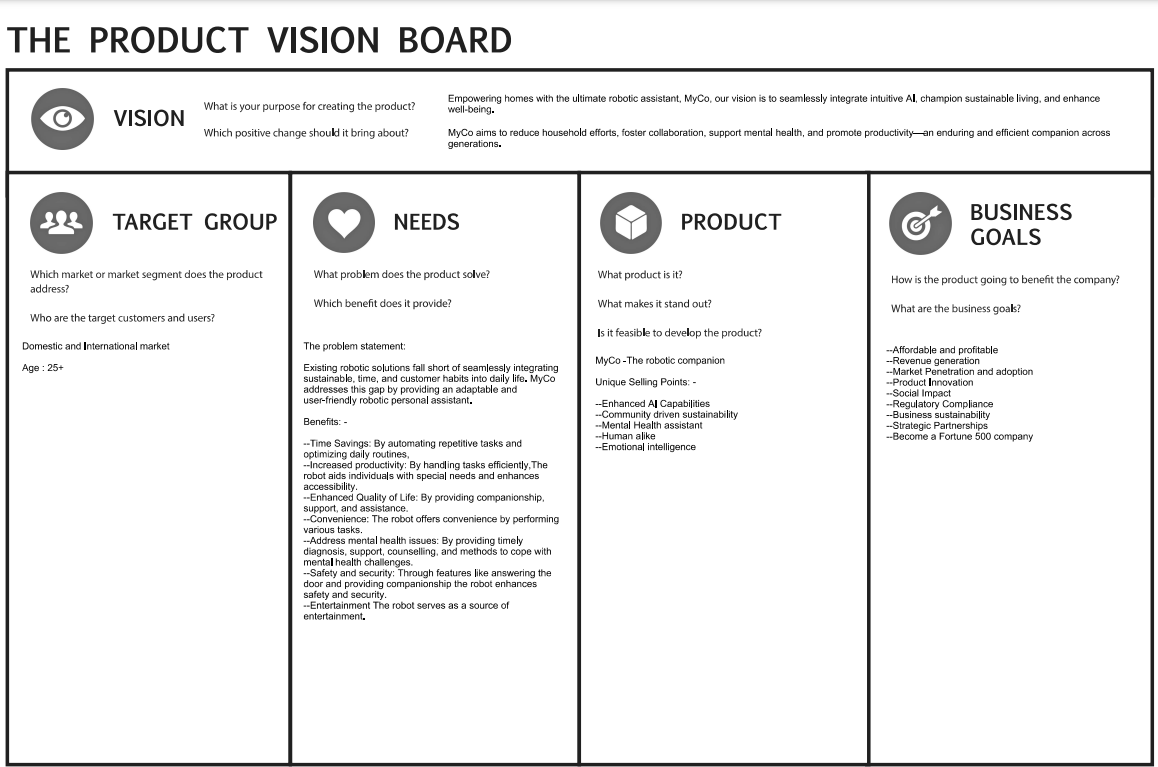 THE PRODUCT VISION BOARD
VISION
What is your purpose for creating the product?
Which positive change should it bring about?
Empowering homes with the ultimate robotic assistant, MyCo, our vision is to seamlessly integrate intuitive AI, champion sustainable living, and enhance
well-being.
MyCo aims to reduce household efforts, foster collaboration, support mental health, and promote productivity—an enduring and efficient companion across
generations.
TARGET GROUP
Which market or market segment does the product
address?
Who are the target customers and users?
Domestic and International market
Age : 25+
NEEDS
What problem does the product solve?
Which benefit does it provide?
The problem statement:
Existing robotic solutions fall short of seamlessly integrating
sustainable, time, and customer habits into daily life. MyCo
addresses this gap by providing an adaptable and
user-friendly robotic personal assistant.
Benefits: -
--Time Savings: By automating repetitive tasks and
optimizing daily routines,
--Increased productivity: By handling tasks efficiently,The
robot aids individuals with special needs and enhances
accessibility.
--Enhanced Quality of Life: By providing companionship,
support, and assistance.
--Convenience: The robot offers convenience by performing
various tasks.
--Address mental health issues: By providing timely
diagnosis, support, counselling, and methods to cope with
mental health challenges.
--Safety and security: Through features like answering the
door and providing companionship the robot enhances
safety and security.
--Entertainment The robot serves as a source of
entertainment.
PRODUCT
What product is it?
What makes it stand out?
Is it feasible to develop the product?
MyCo -The robotic companion
Unique Selling Points: -
--Enhanced AI Capabilities
--Community driven sustainability
--Mental Health assistant
--Human alike
--Emotional intelligence
BUSINESS
GOALS
How is the product going to benefit the company?
What are the business goals?
--Affordable and profitable
--Revenue generation
--Market Penetration and adoption
--Product Innovation
--Social Impact
--Regulatory Compliance
--Business sustainability
--Strategic Partnerships
--Become a Fortune 500 company